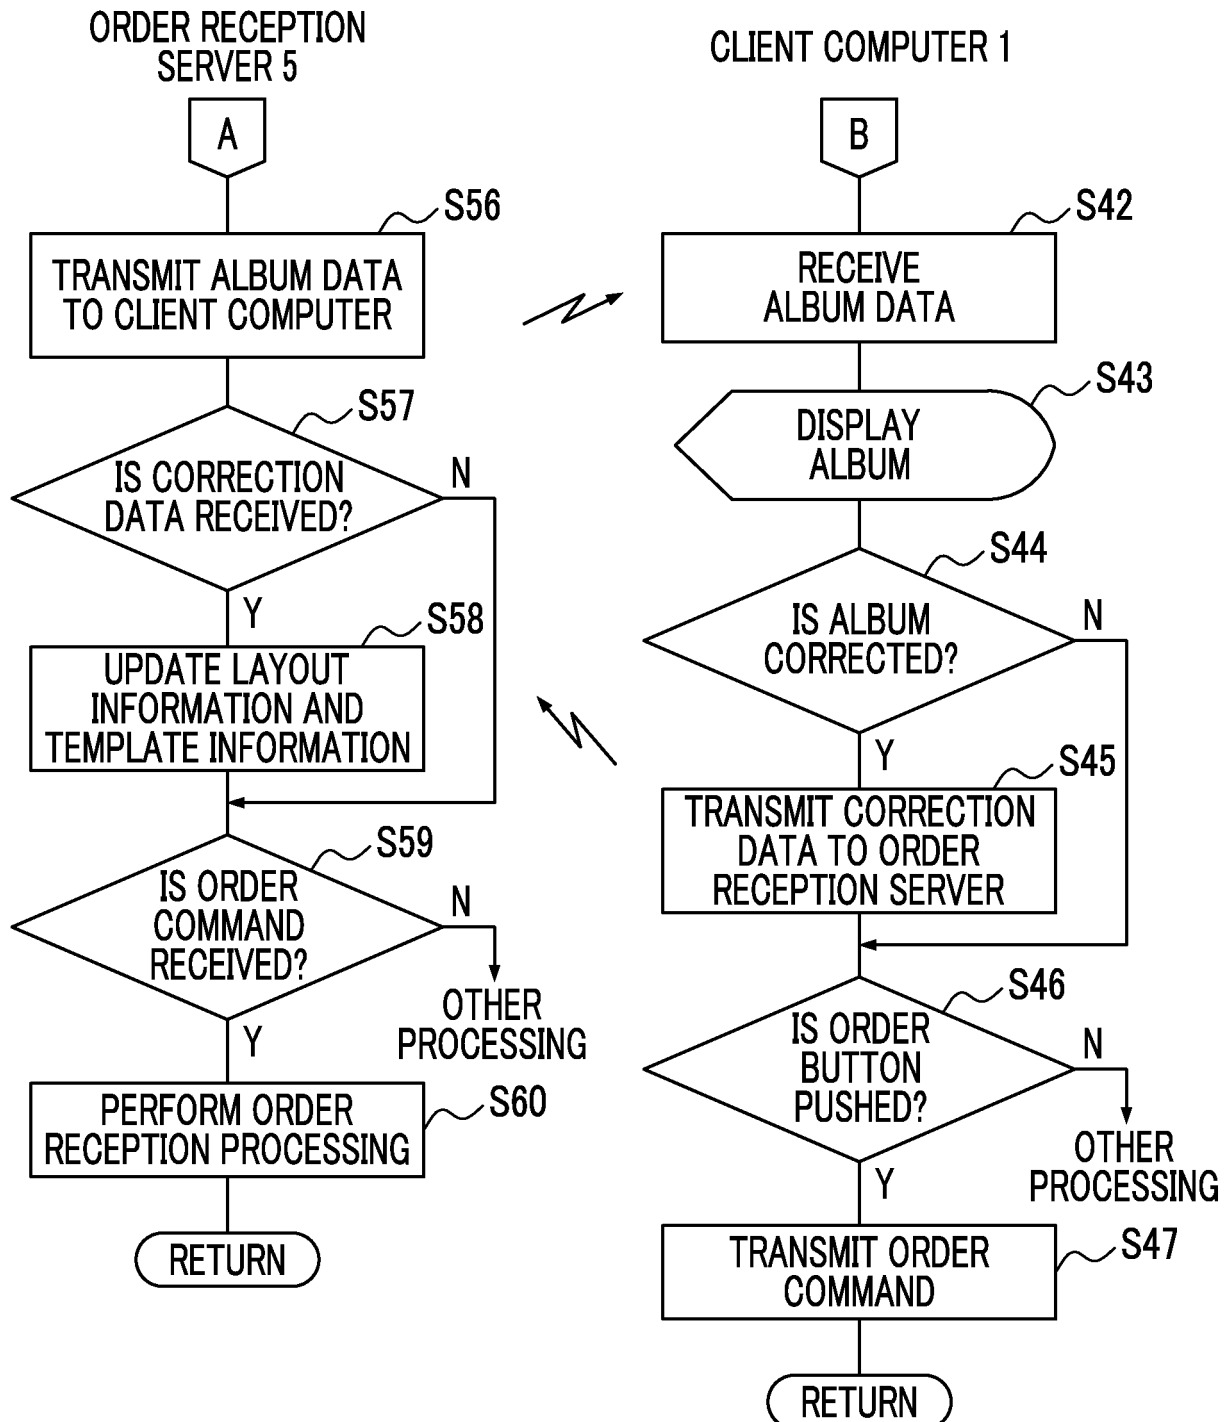 ORDER RECEPTION
SERVER 5
A
S56
TRANSMIT ALBUM DATA
TO CLIENT COMPUTER
S57
IS CORRECTION
DATA RECEIVED?
N
Y
S58
UPDATE LAYOUT
INFORMATION AND
TEMPLATE INFORMATION
S59
IS ORDER
COMMAND
RECEIVED?
N
OTHER
PROCESSING
Y
S60
PERFORM ORDER
RECEPTION PROCESSING
RETURN
CLIENT COMPUTER 1
B
S42
RECEIVE
ALBUM DATA
S43
DISPLAY
ALBUM
S44
IS ALBUM
CORRECTED?
N
Y
S45
TRANSMIT CORRECTION
DATA TO ORDER
RECEPTION SERVER
S46
IS ORDER
BUTTON
PUSHED?
N
OTHER
PROCESSING
Y
S47
TRANSMIT ORDER
COMMAND
RETURN